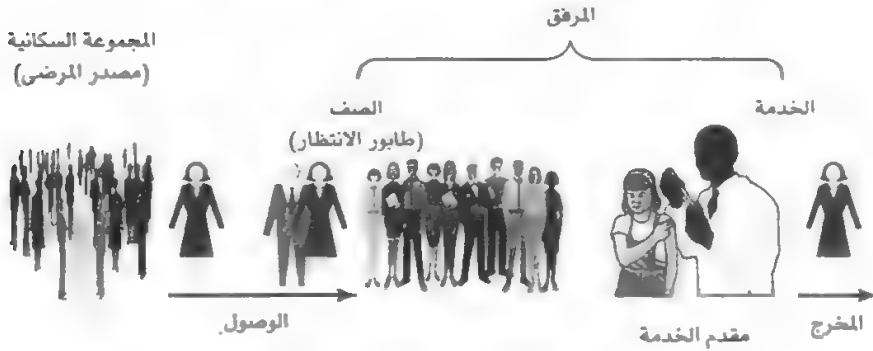 المرفق
المجموعة السكانية
(مصدر المرضى)
الصف
(طابور الانتظار)
الخدمة
الوصول
مقدم الخدمة
المخرج